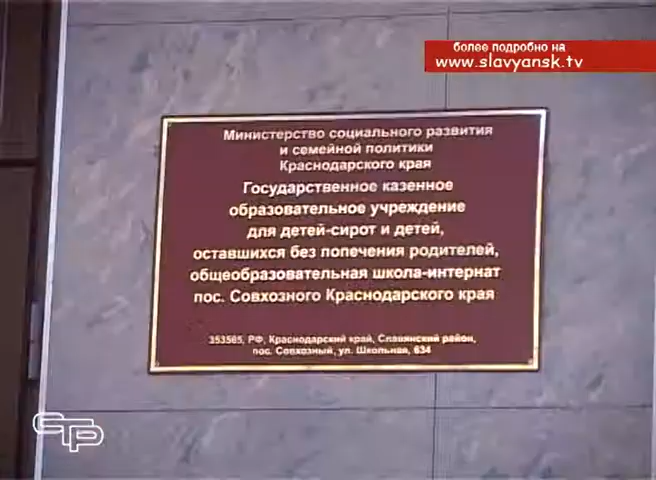 более подробно на
www.slavyansk.tv
Министерство социального развития
и семейной политики
Краснодарского края
Государственное казенное
образовательное учреждение
для детей-сирот и детей,
оставшихся без попечения родителей,
общеобразовательная школа-интернат
пос. Совхозного Краснодарского края
353565, РФ, Краснодарский край, Славянский район,
пос. Совхозный, ул. Школьная, 634
СТР